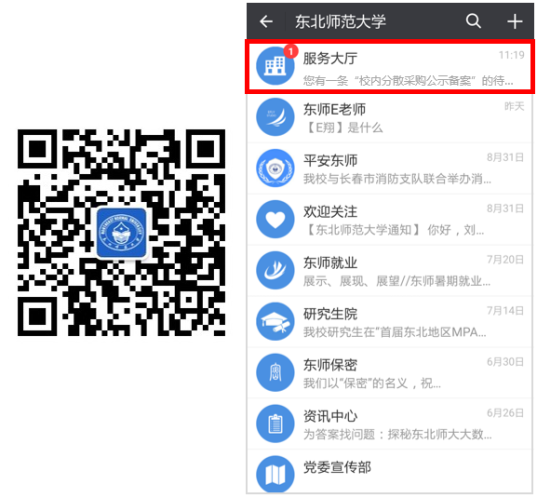 东北师范大学
1
服务大厅 11:19
您有一条“校内分散采购公示备案”的待...
东师E老师 昨天
【E翔】是什么
平安东师 8月31日
我校与长春市消防支队联合举办消...
欢迎关注 8月31日
【东北师范大学通知】你好，刘...
东师就业 7月20日
展示、展现、展望//东师暑期就业...
研究生院 7月14日
我校研究生在“首届东北地区MPA...
东师保密 6月30日
我们以“保密”的名义，祝...
资讯中心 6月26日
为答案找问题：探秘东北师大大数...
党委宣传部